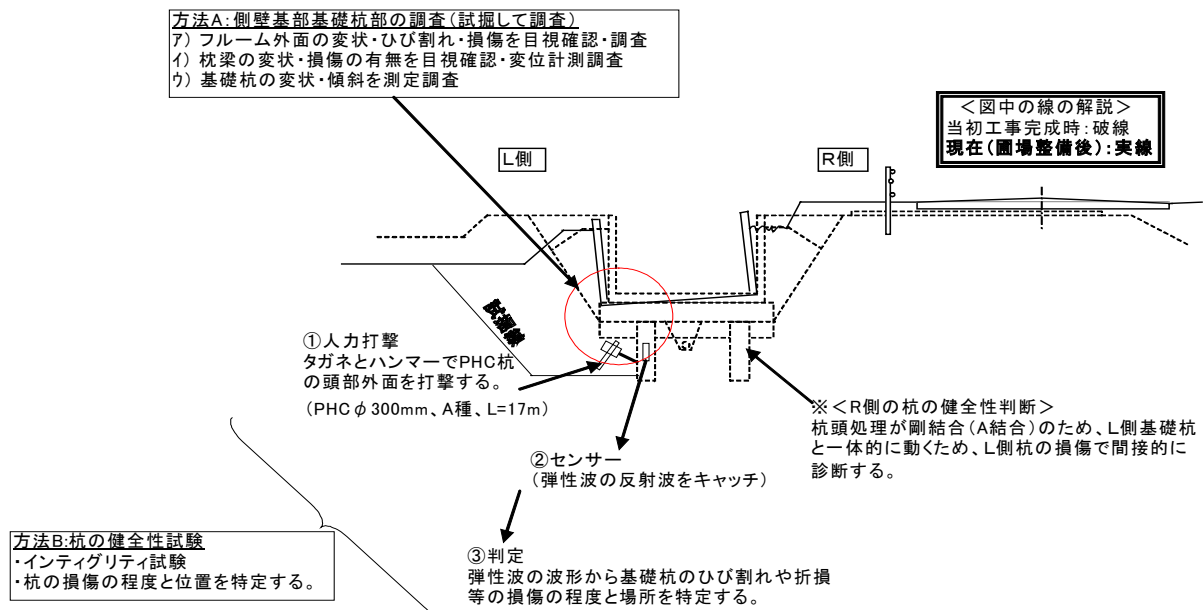 方法A:側壁基部基礎杭部の調査(試掘して調査)
ｱ) フルーム外面の変状・ひび割れ・損傷を目視確認・調査
ｲ) 枕梁の変状・損傷の有無を目視確認・変位計測調査
ｳ) 基礎杭の変状・傾斜を測定調査
＜図中の線の解説＞
当初工事完成時:破線
現在(圃場整備後):実線
L側
R側
試掘線
①人力打撃
タガネとハンマーでPHC杭
の頭部外面を打撃する。
(PHCφ300mm、A種、L=17m)
※＜R側の杭の健全性判断＞
杭頭処理が剛結合(A結合)のため、L側基礎杭
と一体的に動くため、L側杭の損傷で間接的に
診断する。
②センサー
(弾性波の反射波をキャッチ)
方法B:杭の健全性試験
・インティグリティ試験
・杭の損傷の程度と位置を特定する。
③判定
弾性波の波形から基礎杭のひび割れや折損
等の損傷の程度と場所を特定する。